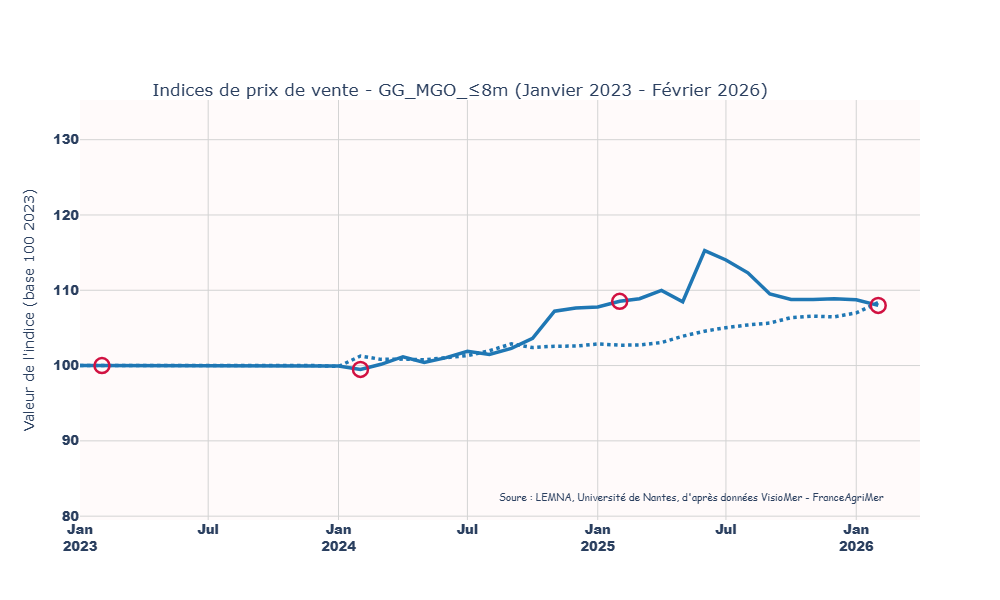 Indices de prix de vente - GG_MGO_≤8m (Janvier 2023 - Février 2026)
Valeur de l'indice (base 100 2023)
130
120
110
100
90
80
Soure : LEMNA, Université de Nantes, d'après données VisioMer - FranceAgriMer
Jan
2023
Jul
Jan
2024
Jul
Jan
2025
Jul
Jan
2026